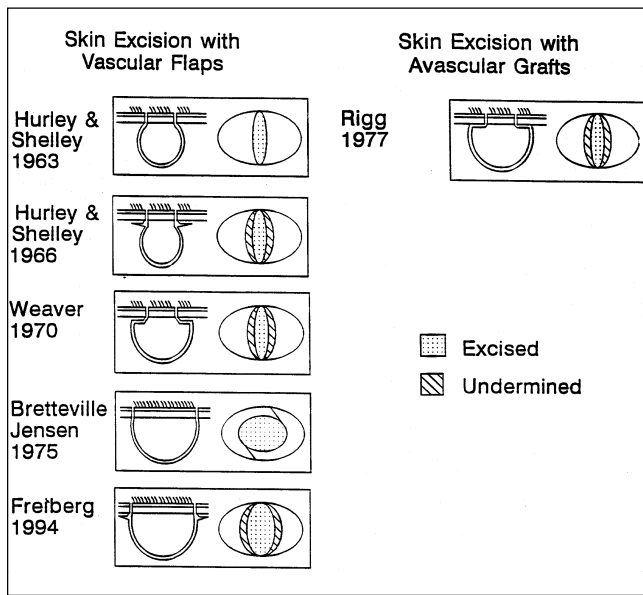 Skin Excision with
Vascular Flaps
Hurley &
Shelley
1963
Hurley &
Shelley
1966
Weaver
1970
Bretteville
Jensen
1975
Freiberg
1994
Skin Excision with
Avascular Grafts
Rigg
1977
Excised
Undermined